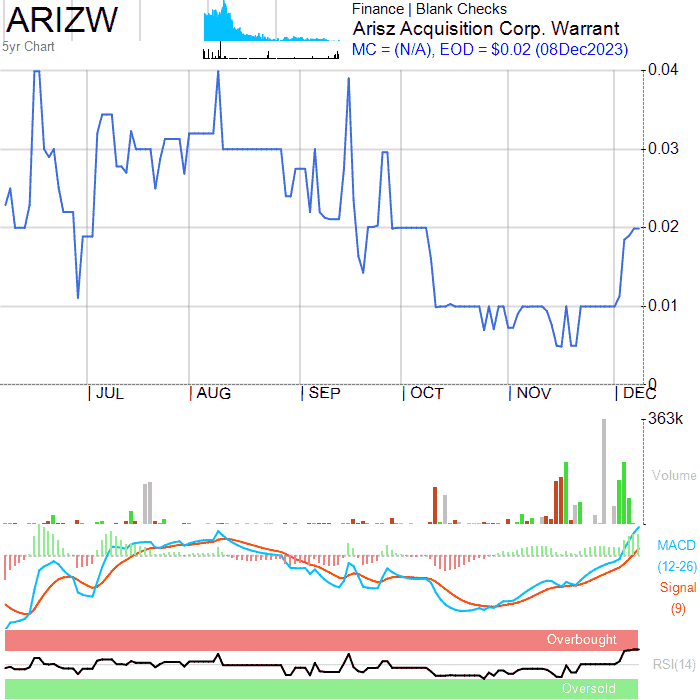 ARIZW
5yr Chart
Finance | Blank Checks
Arisz Acquisition Corp. Warrant
MC = (N/A), EOD = $0.02 (08Dec2023)
0.04
0.03
0.02
0.01
0
JUL AUG SEP OCT NOV DEC
363k
Volume
MACD
(12-26)
Signal
(9)
Overbought
RSI(14)
Oversold